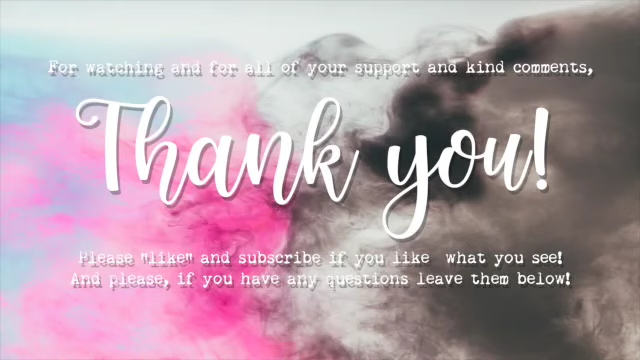 For watching and for all of your support and kind comments,
Thank you!
Please "like" and subscribe if you like what you see!
And please, if you have any questions leave them below!